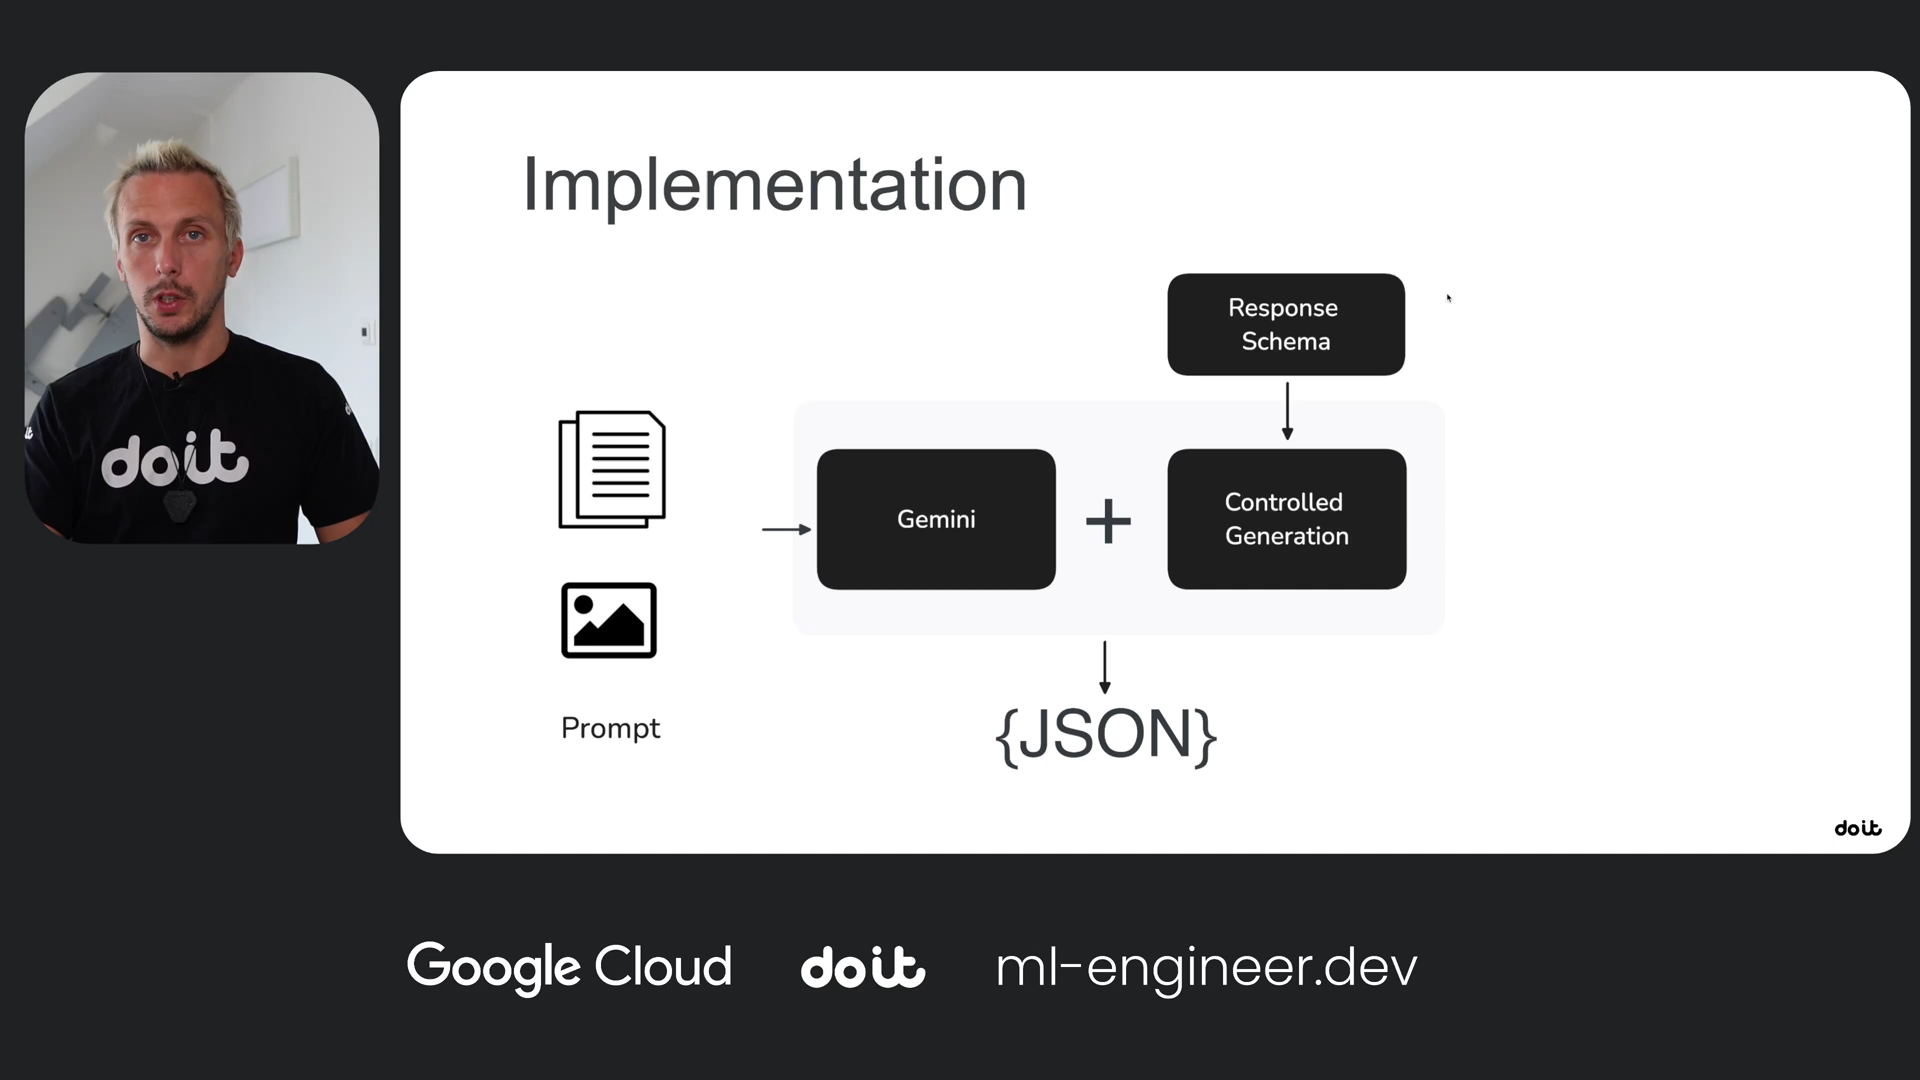 Implementation
Response
Schema
Gemini
+
Controlled
Generation
Prompt
{JSON}
doit
doit
Google Cloud
doit
ml-engineer.dev